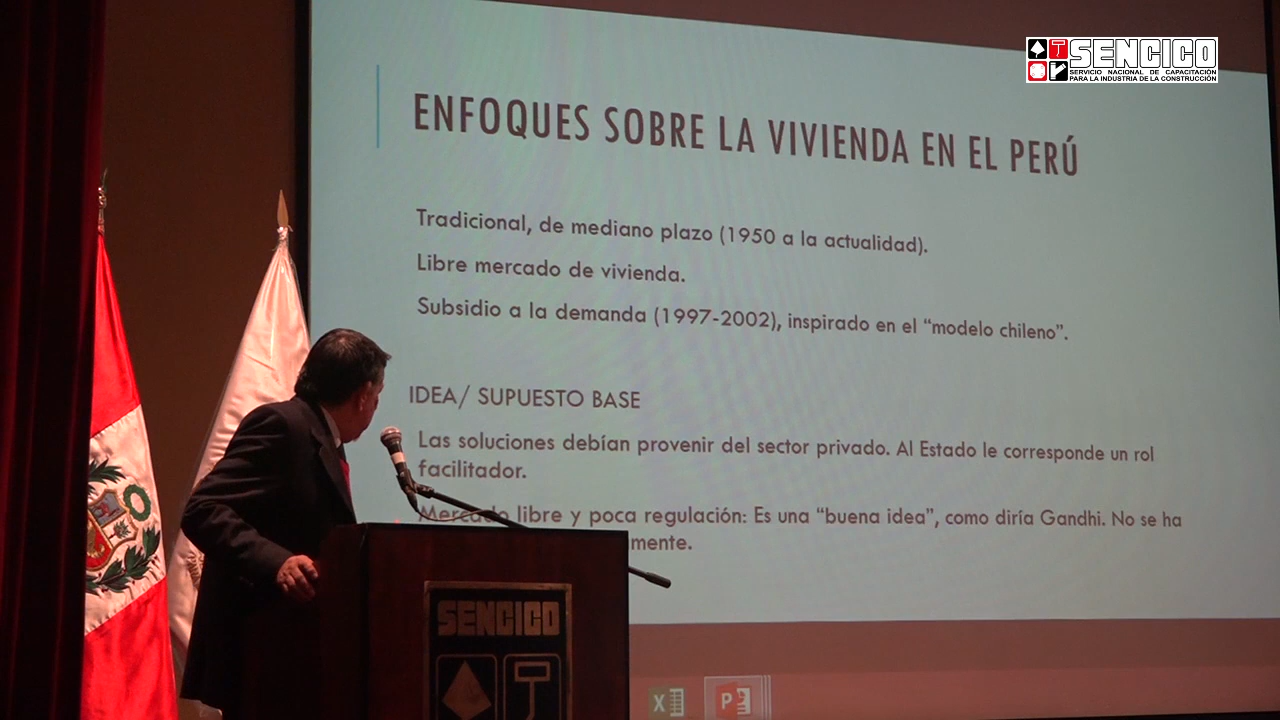 SENCICO
SERVICIO NACIONAL DE CAPACITACIÓN
PARA LA INDUSTRIA DE LA CONSTRUCCIÓN
ENFOQUES SOBRE LA VIVIENDA EN EL PERÚ
Tradicional, de mediano plazo (1950 a la actualidad).
Libre mercado de vivienda.
Subsidio a la demanda (1997-2002), inspirado en el “modelo chileno”.
IDEA/ SUPUESTO BASE
Las soluciones debían provenir del sector privado. Al Estado le corresponde un rol
facilitador.
Mercado libre y poca regulación: Es una “buena idea”, como diría Gandhi. No se ha
mente.
SENCICO